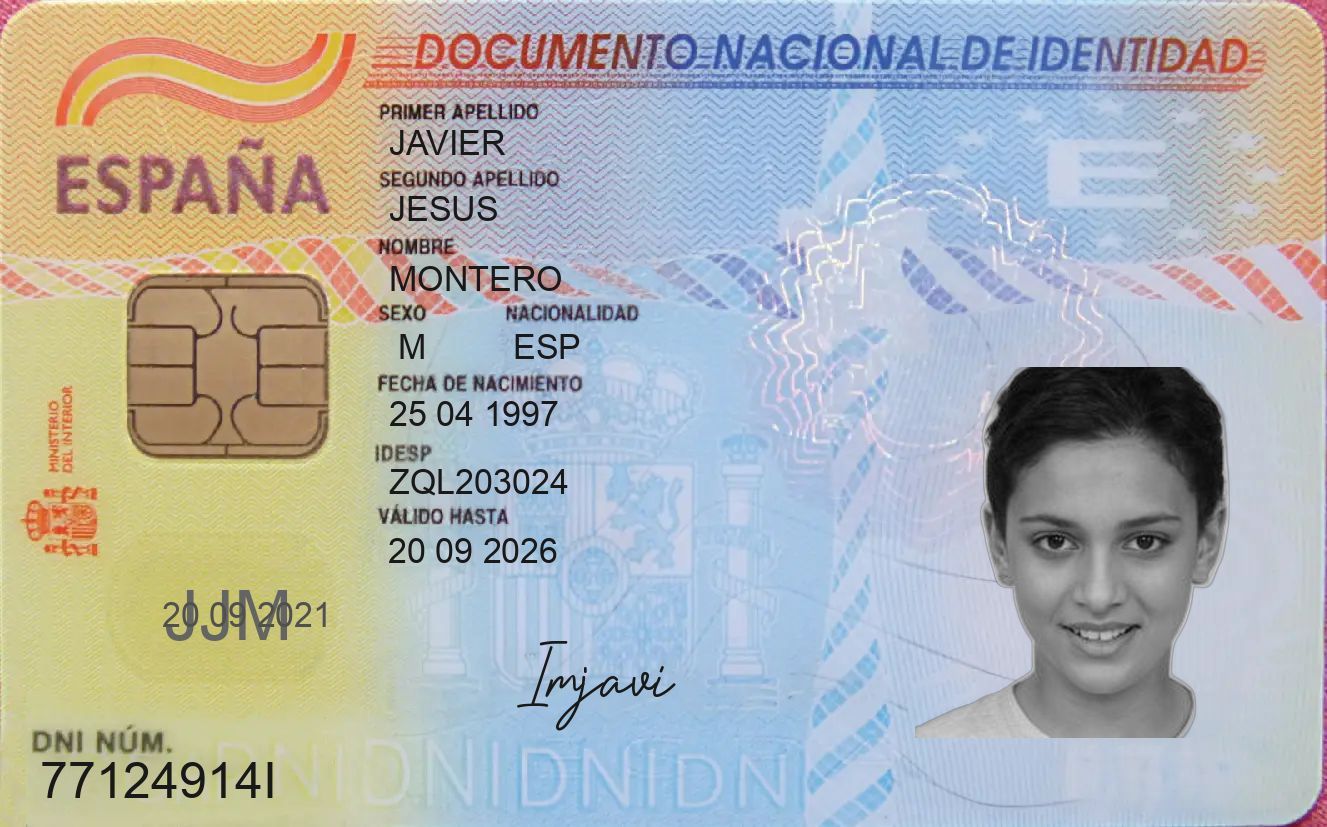 DOCUMENTO NACIONAL DE IDENTIDAD
ESPAÑA
PRIMER APELLIDO
JAVIER
SEGUNDO APELLIDO
JESUS
NOMBRE
MONTERO
SEXO NACIONALIDAD
M ESP
FECHA DE NACIMIENTO
25 04 1997
IDESP
ZQL203024
VÁLIDO HASTA
20 09 2026
MINISTERIO
DEL INTERIOR
E
20 09 2021
JJM
Imjavi
DNI NÚM.
77124914I
DNIDNIDNIDNI